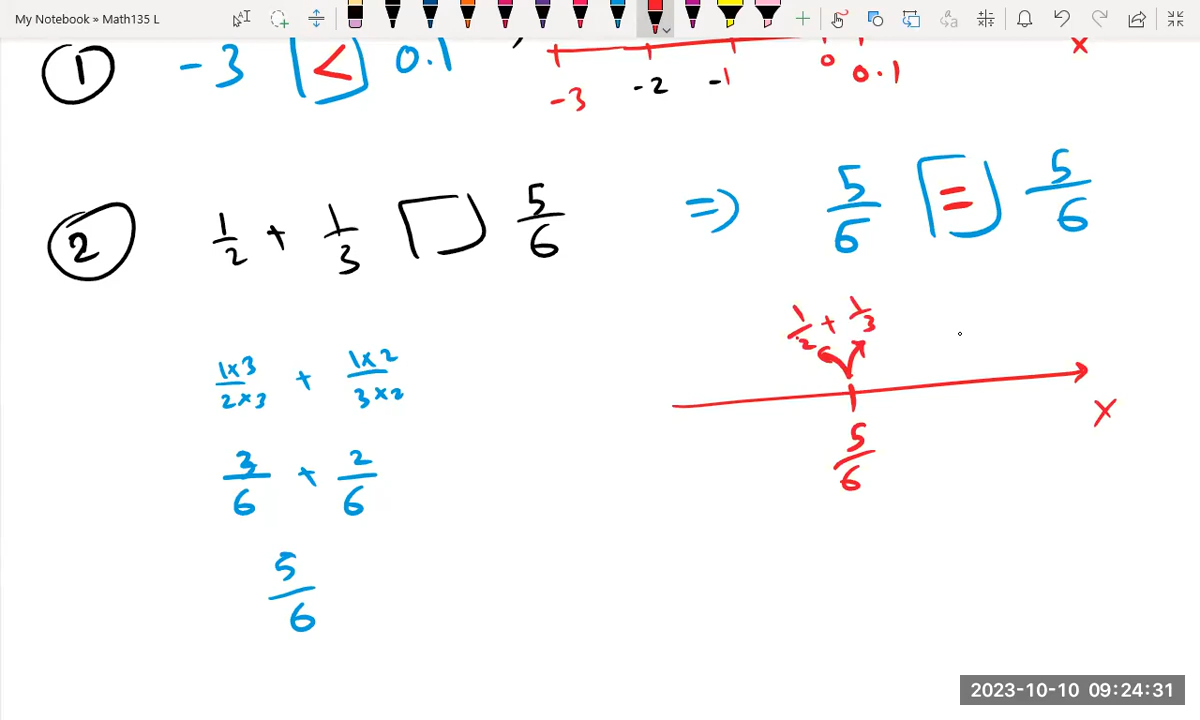 My Notebook » Math135 L
① -3 [<] 0.1
-3 -2 -1 0 0.1 x
② 1/2 + 1/3 □ 5/6 => 5/6 [=] 5/6
1/2 + 1/3
1×3/2×3 + 1×2/3×2
x
3/6 + 2/6
5/6
5/6
2023-10-10 09:24:31